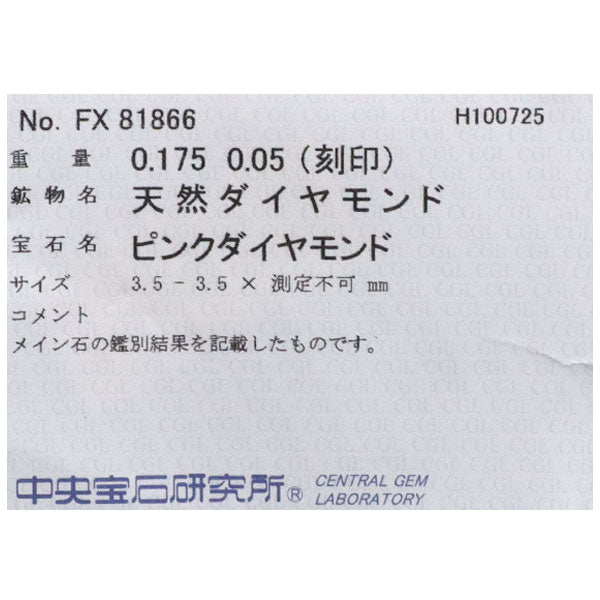 No. FX 81866 H100725
重 量 0.175 0.05 (刻印)
鉱 物 名 天然ダイヤモンド
宝 石 名 ピンクダイヤモンド
サイズ 3.5 - 3.5 × 測定不可 mm
コメント
メイン石の鑑別結果を記載したものです。
中央宝石研究所® CENTRAL GEM
LABORATORY